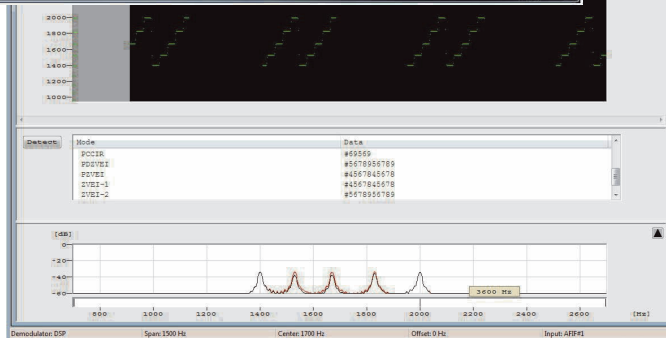 2000
1800
1600
1400
1200
1000
Detect
Mode Data
PCCIR #69569
PDZVEI #5678956789
PZVEI #4567845678
ZVEI-1 #4567845678
ZVEI-2 #5678956789
[dB]
0
-20
-40
-60
3600 Hz
800 1000 1200 1400 1600 1800 2000 2200 2400 2600 [Hz]
Demodulator: DSP Span: 1500 Hz Center: 1700 Hz Offset: 0 Hz Input: AFIF#1